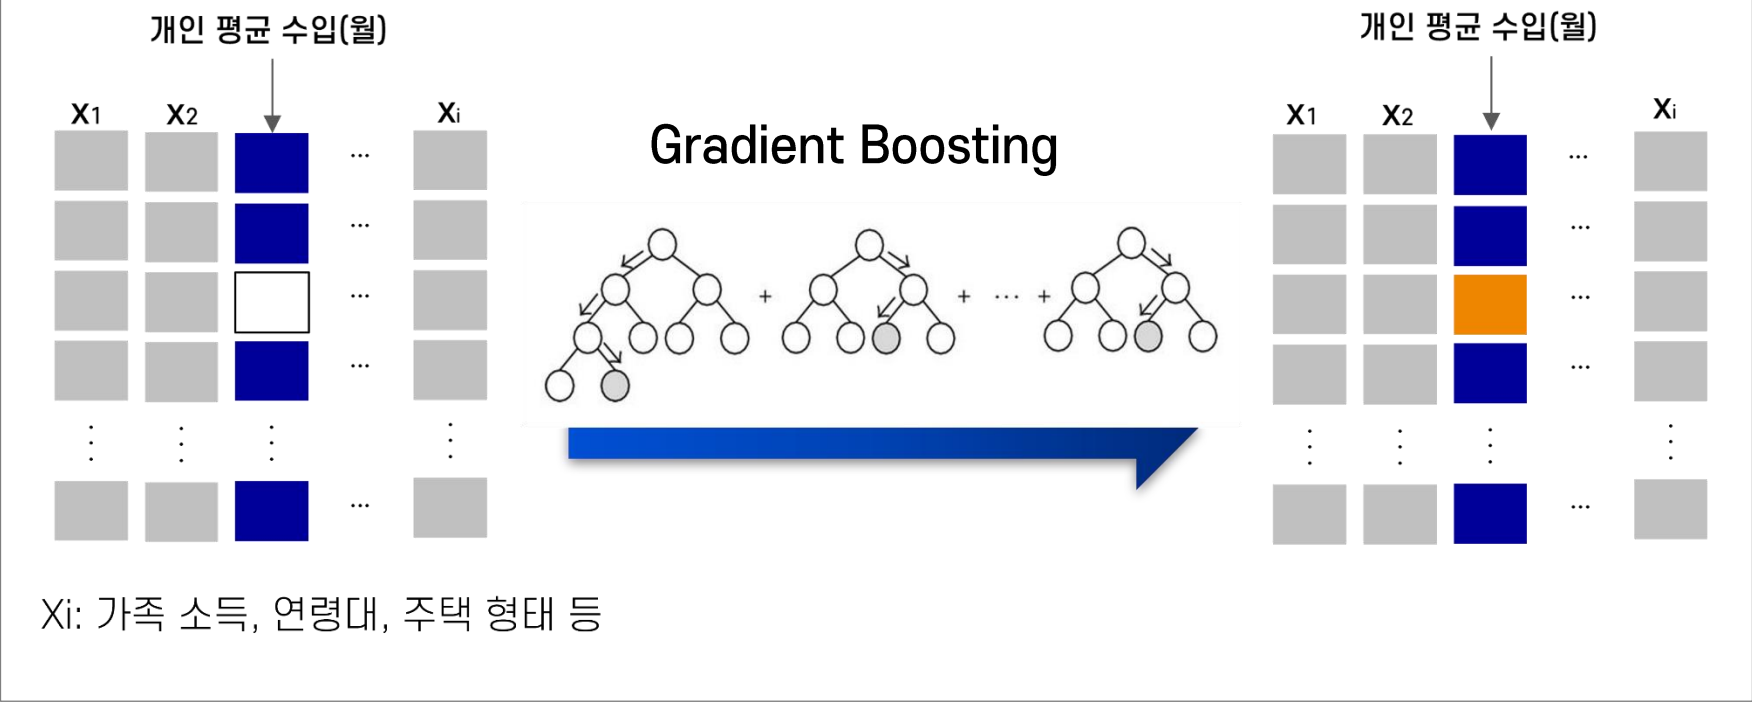 개인 평균 수입(월)
개인 평균 수입(월)
X1 X2 Xi
X1 X2 Xi
Gradient Boosting
... 
...
...
...
+ + ... +
...
...
...
...
...
...
Xi: 가족 소득, 연령대, 주택 형태 등